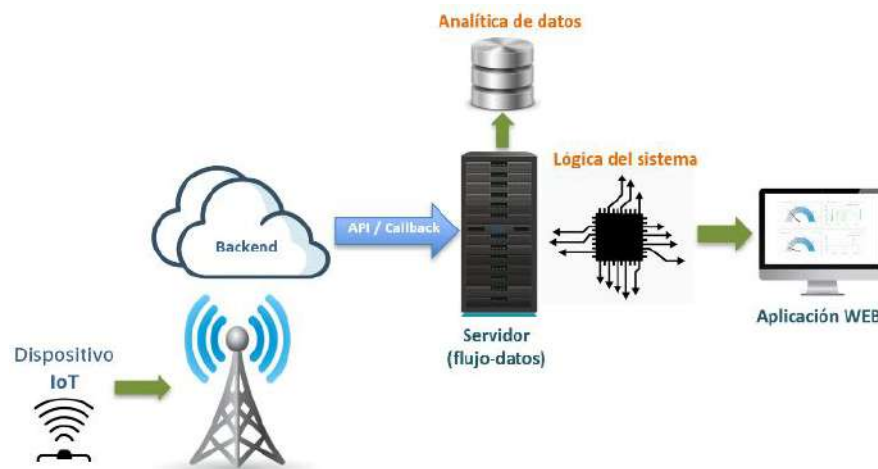 Analítica de datos
Lógica del sistema
API / Callback
Backend
Aplicación WEB
Servidor
(flujo-datos)
Dispositivo
IoT